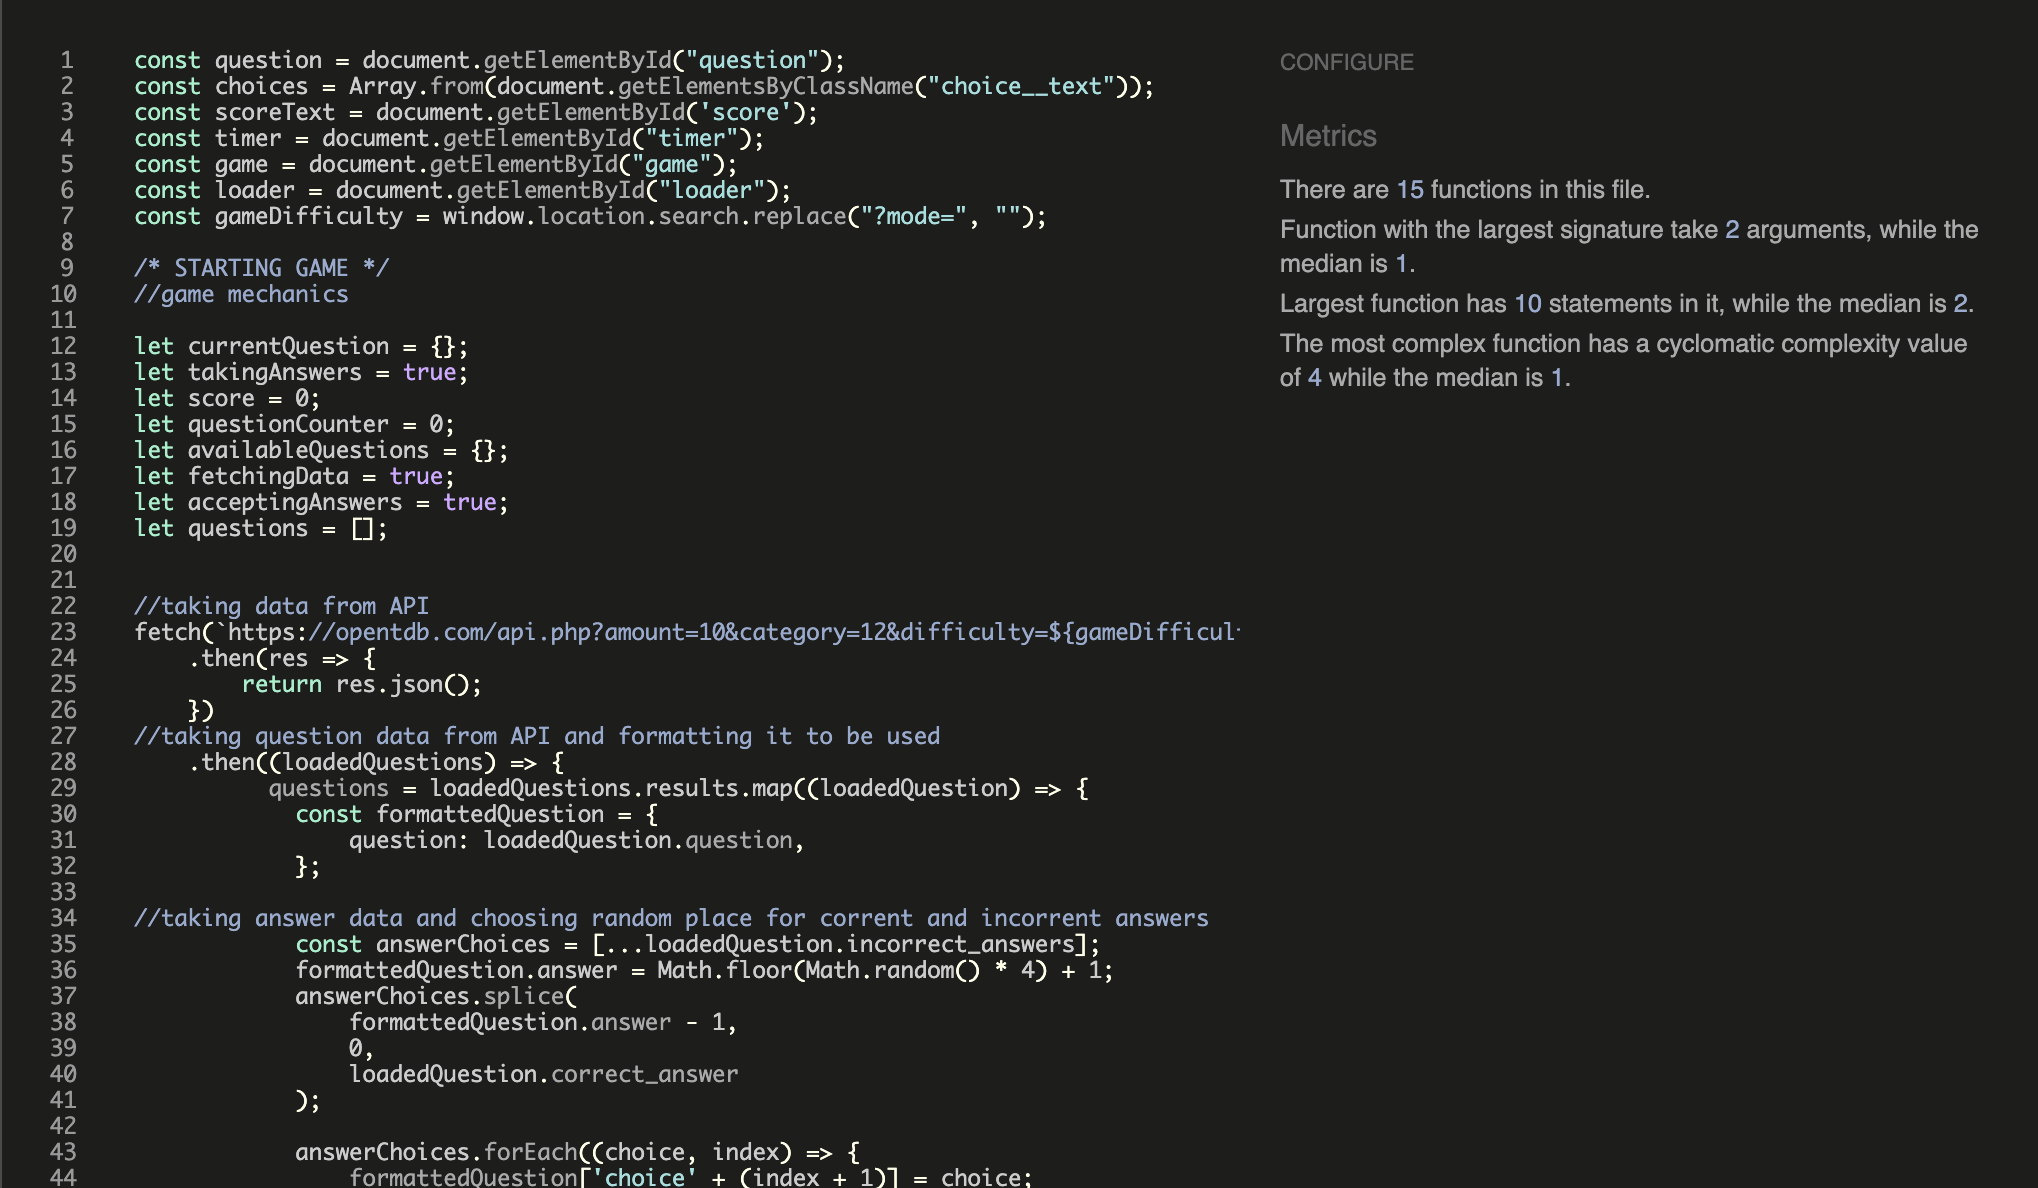 1 const question = document.getElementById("question");
2 const choices = Array.from(document.getElementsByClassName("choice__text"));
3 const scoreText = document.getElementById('score');
4 const timer = document.getElementById("timer");
5 const game = document.getElementById("game");
6 const loader = document.getElementById("loader");
7 const gameDifficulty = window.location.search.replace("?mode=", "");
8
9 /* STARTING GAME */
10 //game mechanics
11
12 let currentQuestion = {};
13 let takingAnswers = true;
14 let score = 0;
15 let questionCounter = 0;
16 let availableQuestions = {};
17 let fetchingData = true;
18 let acceptingAnswers = true;
19 let questions = [];
20
21
22 //taking data from API
23 fetch(`https://opentdb.com/api.php?amount=10&category=12&difficulty=${gameDifficul
24     .then(res => {
25         return res.json();
26     })
27 //taking question data from API and formatting it to be used
28     .then((loadedQuestions) => {
29           questions = loadedQuestions.results.map((loadedQuestion) => {
30             const formattedQuestion = {
31                 question: loadedQuestion.question,
32             };
33
34 //taking answer data and choosing random place for corrent and incorrent answers
35             const answerChoices = [...loadedQuestion.incorrect_answers];
36             formattedQuestion.answer = Math.floor(Math.random() * 4) + 1;
37             answerChoices.splice(
38                 formattedQuestion.answer - 1,
39                 0,
40                 loadedQuestion.correct_answer
41             );
42
43             answerChoices.forEach((choice, index) => {
44                 formattedQuestion['choice' + (index + 1)] = choice;
CONFIGURE
Metrics
There are 15 functions in this file.
Function with the largest signature take 2 arguments, while the
median is 1.
Largest function has 10 statements in it, while the median is 2.
The most complex function has a cyclomatic complexity value
of 4 while the median is 1.